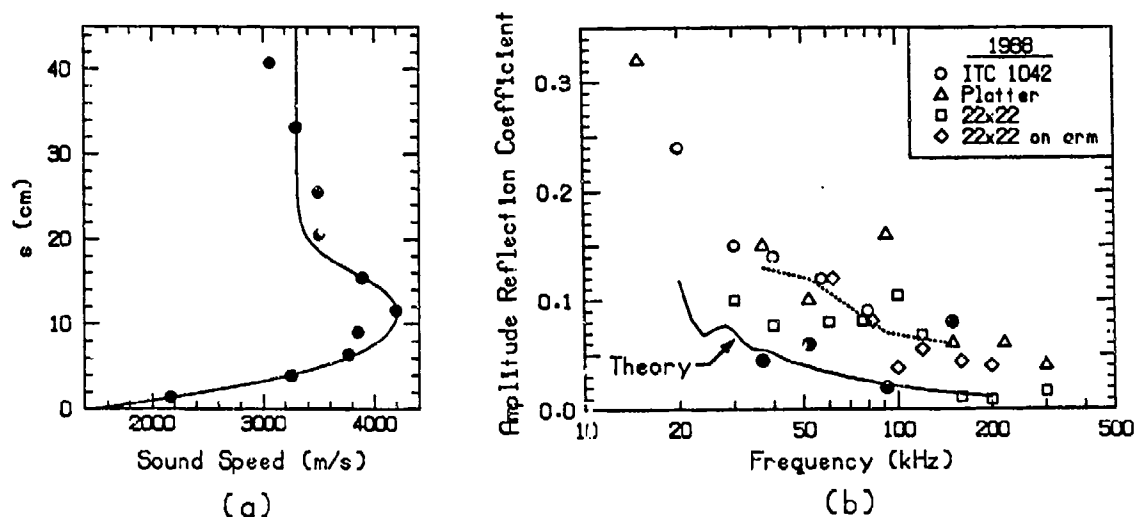 40
30
20
10
0
s (cm)
2000 3000 4000
Sound Speed (m/s)
(a)
Amplitude Reflection Coefficient
0.3
0.2
0.1
0.0
1988
ITC 1042
Platter
22x22
22x22 on arm
Theory
10 20 50 100 200 500
Frequency (kHz)
(b)